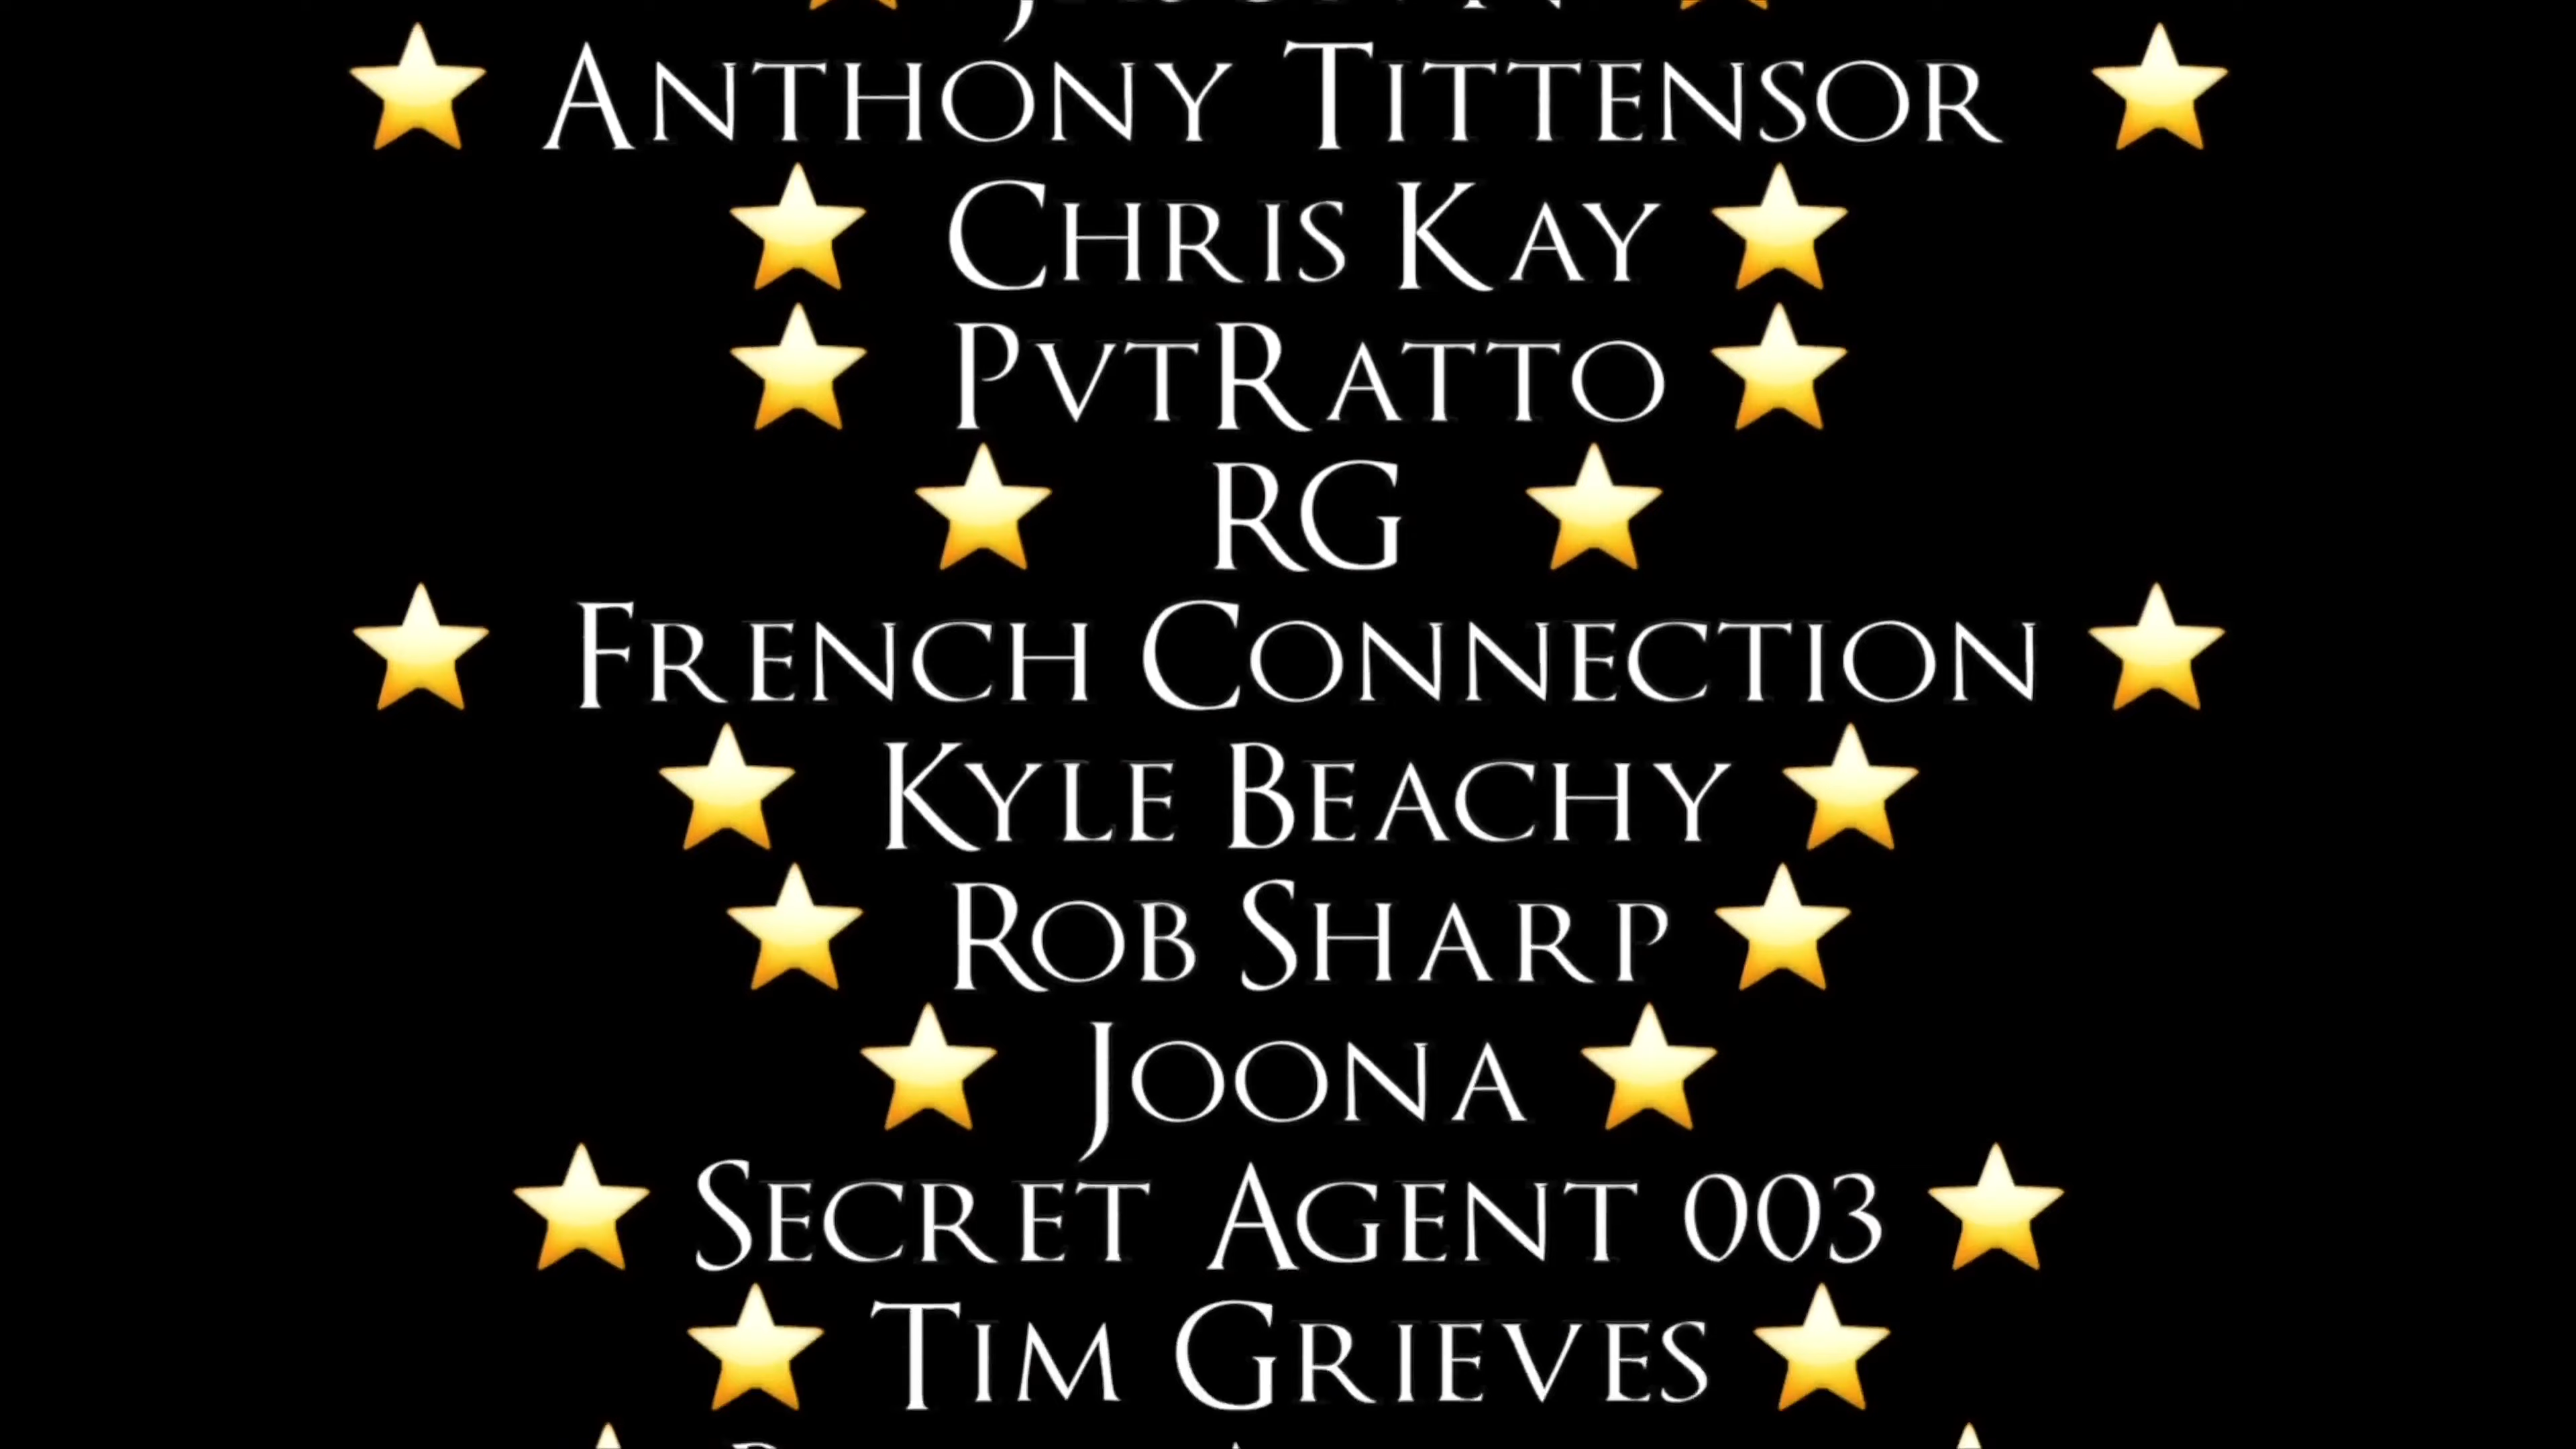 Anthony Tittensor
Chris Kay
PvtRatto
RG
French Connection
Kyle Beachy
Rob Sharp
Joona
Secret Agent 003
Tim Grieves